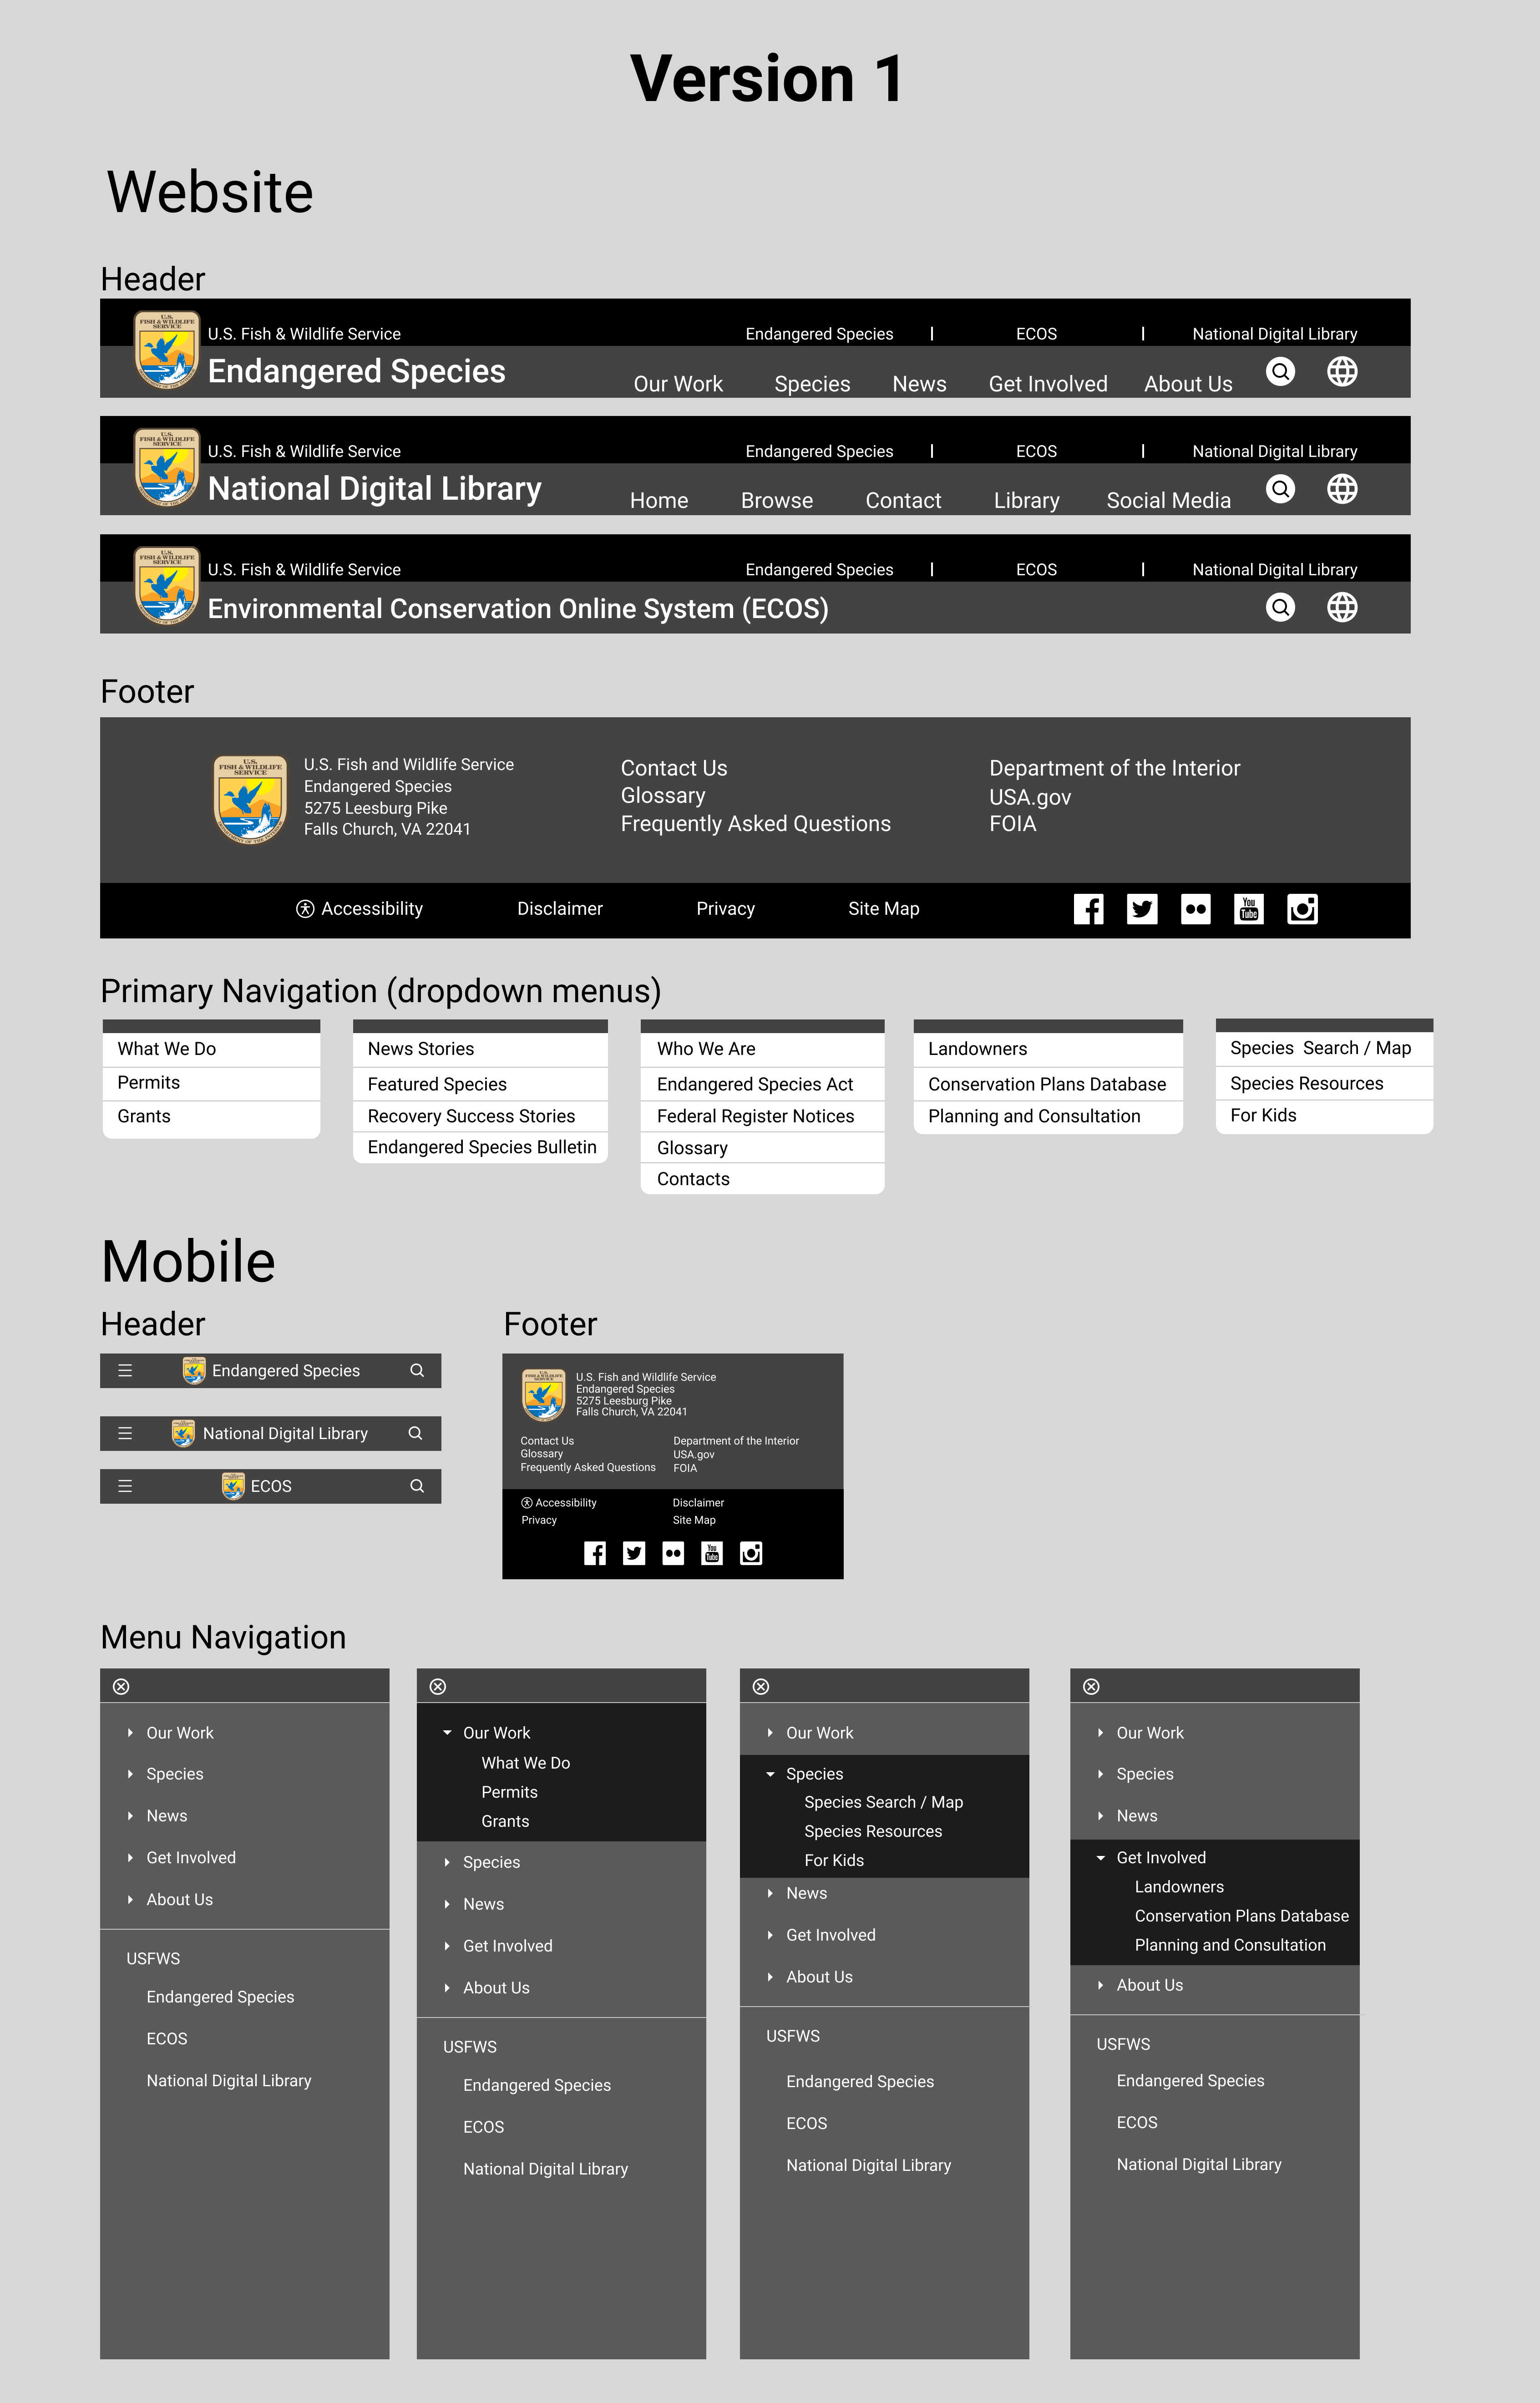 Version 1
Website
Header
U.S. FISH & WILDLIFE SERVICE
U.S. Fish & Wildlife Service
Endangered Species | ECOS | National Digital Library
Endangered Species
Our Work Species News Get Involved About Us
U.S. Fish & Wildlife Service
Endangered Species | ECOS | National Digital Library
National Digital Library
Home Browse Contact Library Social Media
U.S. Fish & Wildlife Service
Endangered Species | ECOS | National Digital Library
Environmental Conservation Online System (ECOS)
Footer
U.S.
FISH & WILDLIFE
SERVICE
U.S. Fish and Wildlife Service
Endangered Species
5275 Leesburg Pike
Falls Church, VA 22041
Contact Us
Glossary
Frequently Asked Questions
Department of the Interior
USA.gov
FOIA
Accessibility Disclaimer Privacy Site Map
You
Tube
Primary Navigation (dropdown menus)
What We Do
Permits
Grants
News Stories
Featured Species
Recovery Success Stories
Endangered Species Bulletin
Who We Are
Endangered Species Act
Federal Register Notices
Glossary
Contacts
Landowners
Conservation Plans Database
Planning and Consultation
Species Search / Map
Species Resources
For Kids
Mobile
Header
Endangered Species
National Digital Library
ECOS
Footer
U.S. Fish and Wildlife Service
Endangered Species
5275 Leesburg Pike
Falls Church, VA 22041
Contact Us
Glossary
Frequently Asked Questions
Department of the Interior
USA.gov
FOIA
Accessibility Disclaimer
Privacy Site Map
You
Tube
Menu Navigation
Our Work
Species
News
Get Involved
About Us
USFWS
Endangered Species
ECOS
National Digital Library
Our Work
What We Do
Permits
Grants
Species
News
Get Involved
About Us
USFWS
Endangered Species
ECOS
National Digital Library
Our Work
Species
Species Search / Map
Species Resources
For Kids
News
Get Involved
About Us
USFWS
Endangered Species
ECOS
National Digital Library
Our Work
Species
News
Get Involved
Landowners
Conservation Plans Database
Planning and Consultation
About Us
USFWS
Endangered Species
ECOS
National Digital Library